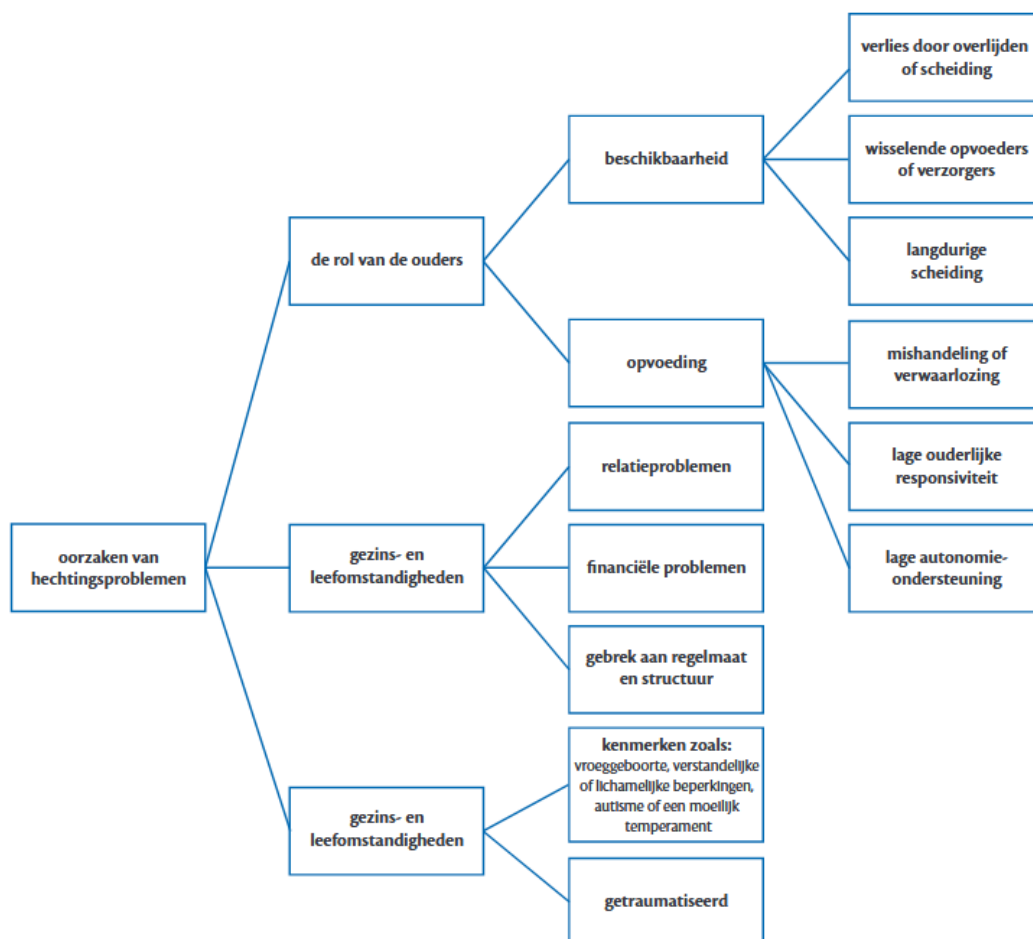 oorzaken van
hechtingsproblemen
de rol van de ouders
beschikbaarheid
verlies door overlijden
of scheiding
wisselende opvoeders
of verzorgers
langdurige
scheiding
opvoeding
mishandeling of
verwaarlozing
lage ouderlijke
responsiviteit
lage autonomie-
ondersteuning
gezins- en
leefomstandigheden
relatieproblemen
financiële problemen
gebrek aan regelmaat
en structuur
gezins- en
leefomstandigheden
kenmerken zoals:
vroeggeboorte, verstandelijke
of lichamelijke beperkingen,
autisme of een moeilijk
temperament
getraumatiseerd